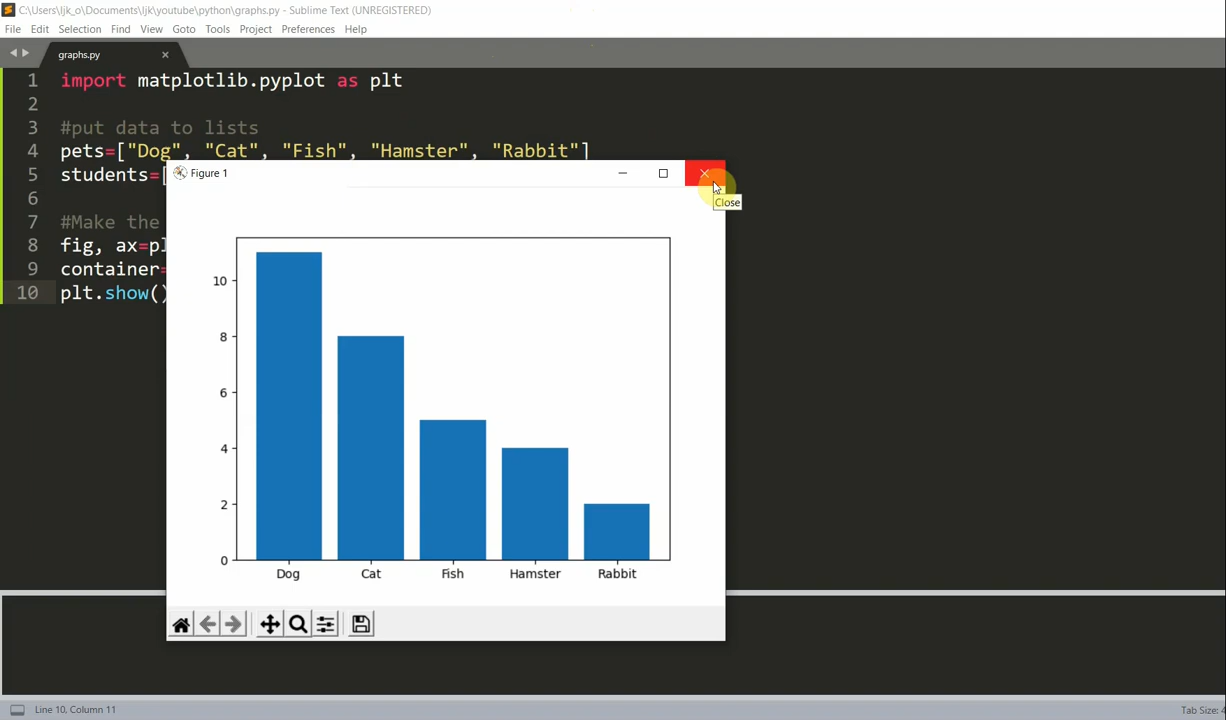 C:\Users\ljk_o\Documents\ljk\youtube\python\graphs.py - Sublime Text (UNREGISTERED)
File Edit Selection Find View Goto Tools Project Preferences Help
graphs.py
1 import matplotlib.pyplot as plt
2
3 #put data to lists
4 pets=["Dog", "Cat", "Fish", "Hamster", "Rabbit"]
5 students=[
6
7 #Make the
8 fig, ax=pl
9 container=
10 plt.show()
Figure 1
Close
10
8
6
4
2
0
Dog Cat Fish Hamster Rabbit
Line 10, Column 11
Tab Size: 4